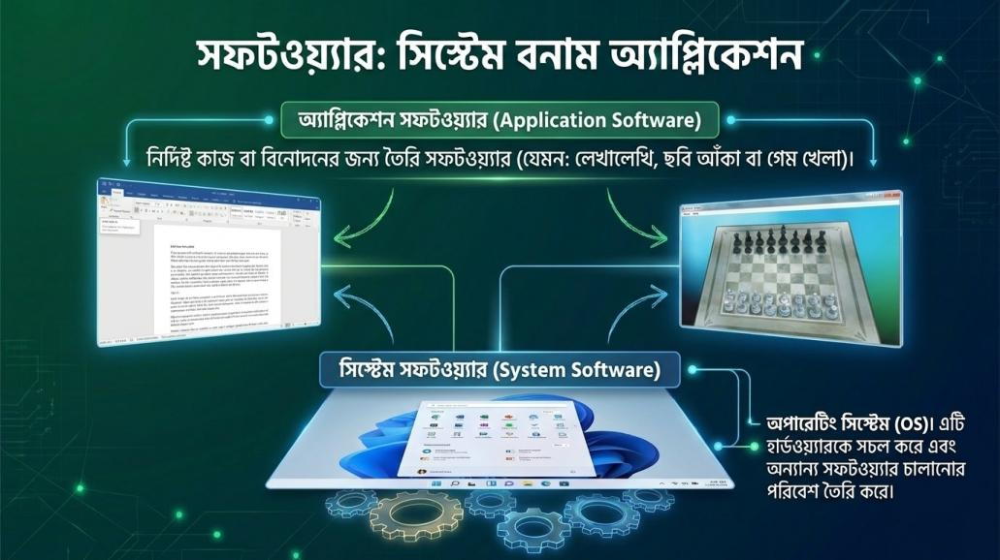 সফটওয়্যার: সিস্টেম বনাম অ্যাপ্লিকেশন
অ্যাপ্লিকেশন সফটওয়্যার (Application Software)
নির্দিষ্ট কাজ বা বিনোদনের জন্য তৈরি সফটওয়্যার (যেমন: লেখালেখি, ছবি আঁকা বা গেম খেলা)।
সিস্টেম সফটওয়্যার (System Software)
অপারেটিং সিস্টেম (OS)। এটি
হার্ডওয়্যারকে সচল করে এবং
অন্যান্য সফটওয়্যার চালানোর
পরিবেশ তৈরি করে।